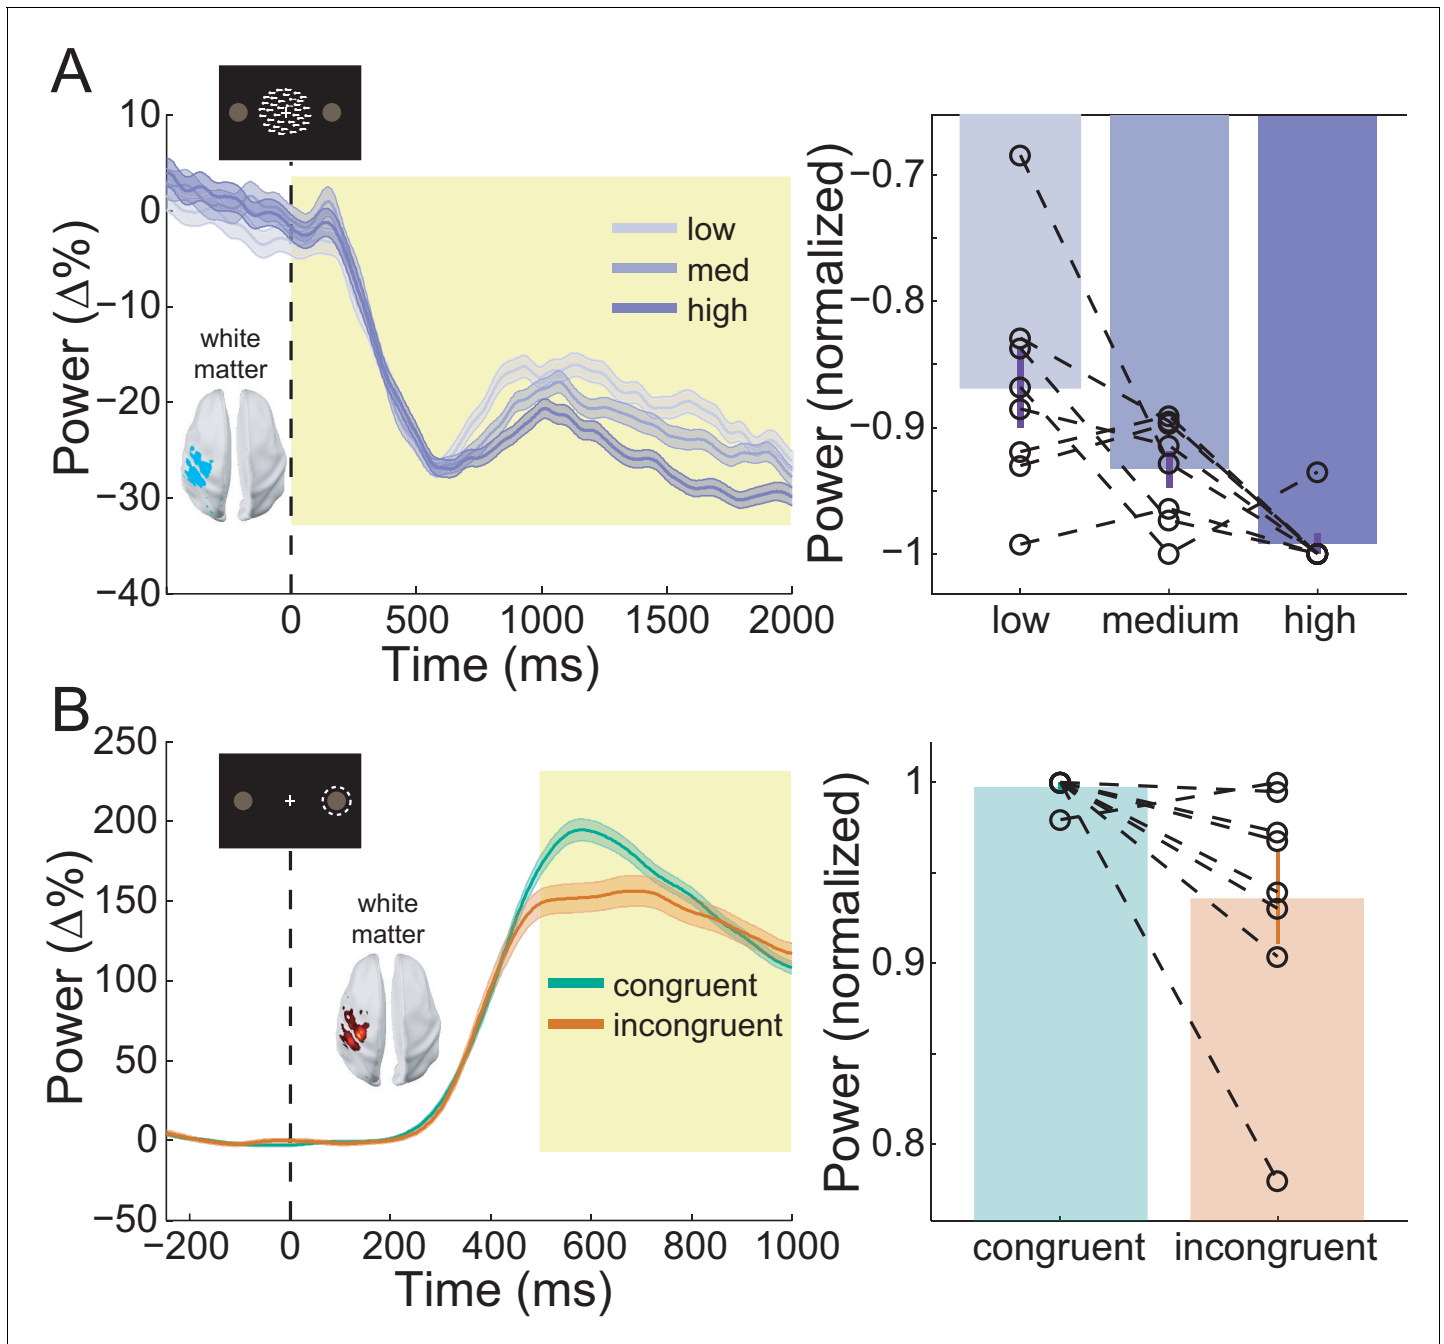 A
10
0
−10
−20
−30
−40
Power (Δ%)
white
matter
low
med
high
0
500
1000
1500
2000
Time (ms)
Power (normalized)
−0.7
−0.8
−0.9
−1
low
medium
high
B
250
200
150
100
50
0
−50
Power (Δ%)
white
matter
congruent
incongruent
−200
0
200
400
600
800
1000
Time (ms)
Power (normalized)
1
0.9
0.8
congruent
incongruent